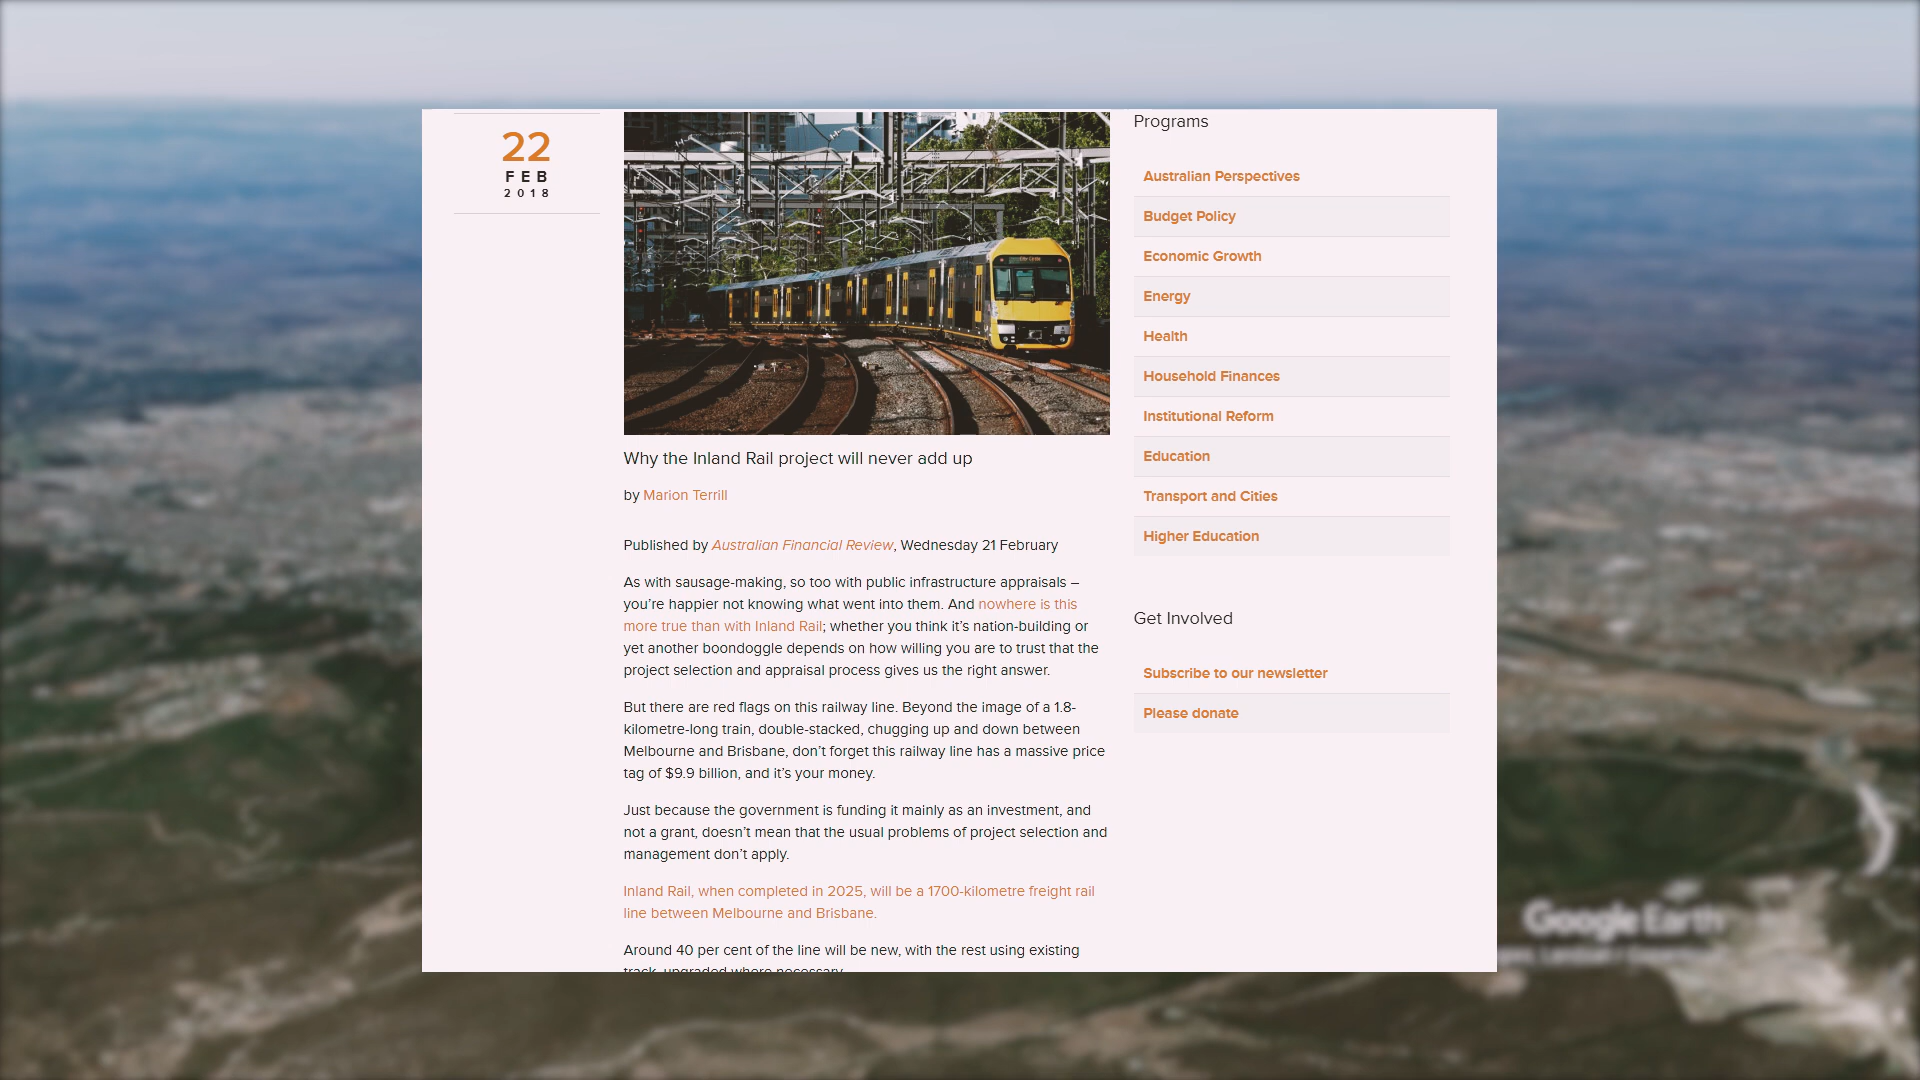 22
FEB
2018
Why the Inland Rail project will never add up
by Marion Terrill
Published by Australian Financial Review, Wednesday 21 February
As with sausage-making, so too with public infrastructure appraisals –
you’re happier not knowing what went into them. And nowhere is this
more true than with Inland Rail; whether you think it’s nation-building or
yet another boondoggle depends on how willing you are to trust that the
project selection and appraisal process gives us the right answer.
But there are red flags on this railway line. Beyond the image of a 1.8-
kilometre-long train, double-stacked, chugging up and down between
Melbourne and Brisbane, don’t forget this railway line has a massive price
tag of $9.9 billion, and it’s your money.
Just because the government is funding it mainly as an investment, and
not a grant, doesn’t mean that the usual problems of project selection and
management don’t apply.
Inland Rail, when completed in 2025, will be a 1700-kilometre freight rail
line between Melbourne and Brisbane.
Around 40 per cent of the line will be new, with the rest using existing
track, upgraded where necessary.
Programs
Australian Perspectives
Budget Policy
Economic Growth
Energy
Health
Household Finances
Institutional Reform
Education
Transport and Cities
Higher Education
Get Involved
Subscribe to our newsletter
Please donate
Google Earth